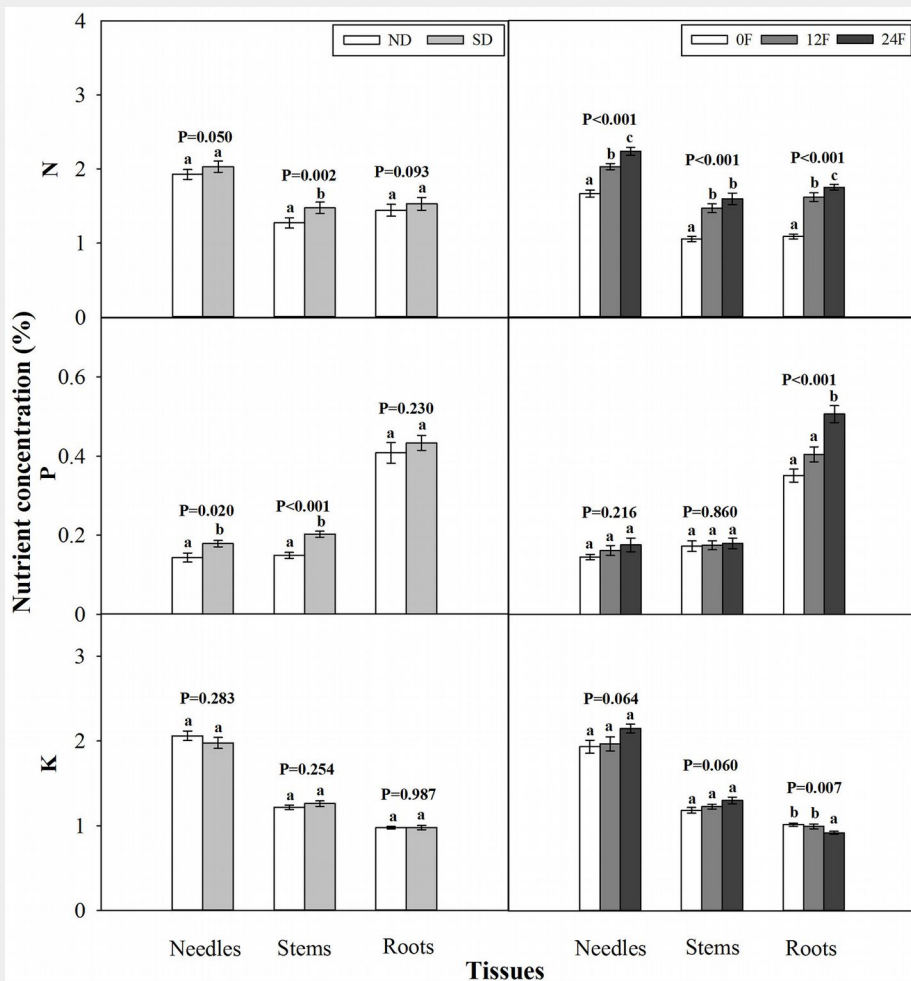 Nutrient concentration (%)
N
4
3
2
1
0
ND SD
P=0.050
a a
P=0.002
a b
P=0.093
a a
0F 12F 24F
P<0.001
a b c
P<0.001
a b b
P<0.001
a b c
P
0.6
0.4
0.2
0
P=0.020
a b
P<0.001
a b
P=0.230
a a
P=0.216
a a a
P=0.860
a a a
P<0.001
a a b
K
3
2
1
0
P=0.283
a a
P=0.254
a a
P=0.987
a a
P=0.064
a a a
P=0.060
a a a
P=0.007
b b a
Needles Stems Roots
Needles Stems Roots
Tissues